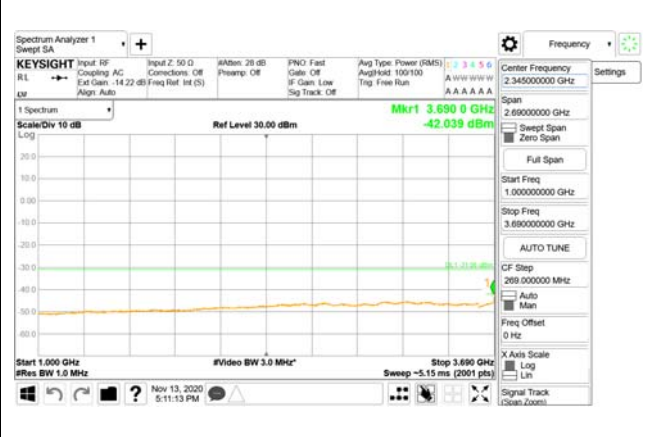 Spectrum Analyzer 1
Swept SA
Frequency
KEYSIGHT
RL
Input: RF
Coupling: AC
Ext Gain: -14.22 dB
Align: Auto
Input Z: 50 Ω
Corrections: Off
Freq Ref: Int (S)
#Atten: 28 dB
Preamp: Off
PNO: Fast
Gate: Off
IF Gain: Low
Sig Track: Off
Avg Type: Power (RMS)
Avg|Hold: 100/100
Trig: Free Run
1 2 3 4 5 6
A W W W W W
A A A A A A
1 Spectrum
Scale/Div 10 dB
Ref Level 30.00 dBm
Mkr1 3.690 0 GHz
-42.039 dBm
Log
20.0
10.0
0.00
-10.0
-20.0
-30.0
-40.0
-50.0
-60.0
1
Start 1.000 GHz
#Res BW 1.0 MHz
#Video BW 3.0 MHz*
Stop 3.690 GHz
Sweep ~5.15 ms (2001 pts)
Nov 13, 2020
5:11:13 PM
Center Frequency
2.345000000 GHz
Settings
Span
2.69000000 GHz
Swept Span
Zero Span
Full Span
Start Freq
1.000000000 GHz
Stop Freq
3.690000000 GHz
AUTO TUNE
CF Step
269.000000 MHz
Auto
Man
Freq Offset
0 Hz
X Axis Scale
Log
Lin
Signal Track
(Span Zoom)